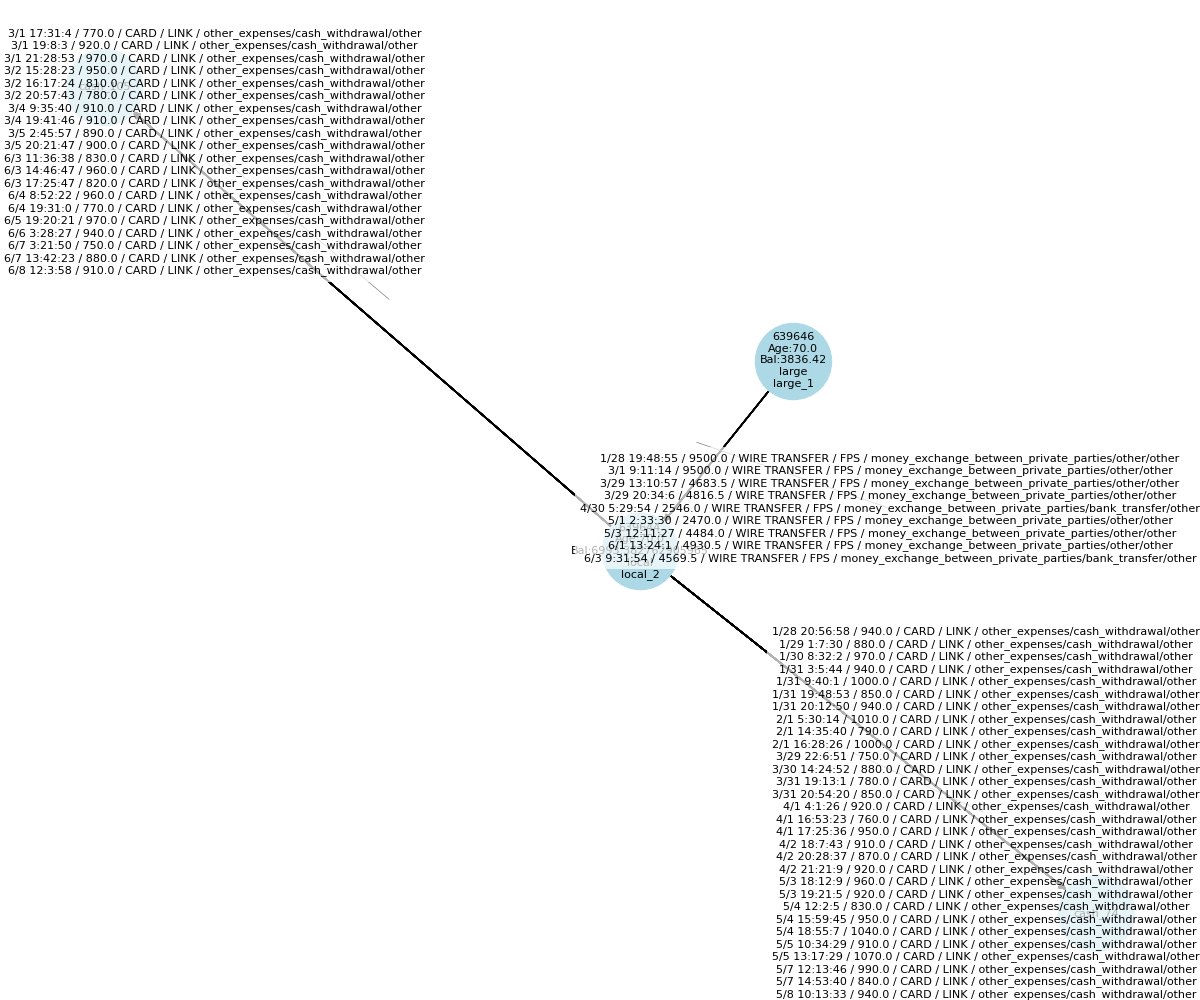 3/1 17:31:4 / 770.0 / CARD / LINK / other_expenses/cash_withdrawal/other
3/1 19:8:3 / 920.0 / CARD / LINK / other_expenses/cash_withdrawal/other
3/1 21:28:53 / 970.0 / CARD / LINK / other_expenses/cash_withdrawal/other
3/2 15:28:23 / 950.0 / CARD / LINK / other_expenses/cash_withdrawal/other
3/2 16:17:24 / 810.0 / CARD / LINK / other_expenses/cash_withdrawal/other
3/2 20:57:43 / 780.0 / CARD / LINK / other_expenses/cash_withdrawal/other
3/4 9:35:40 / 910.0 / CARD / LINK / other_expenses/cash_withdrawal/other
3/4 19:41:46 / 910.0 / CARD / LINK / other_expenses/cash_withdrawal/other
3/5 2:45:57 / 890.0 / CARD / LINK / other_expenses/cash_withdrawal/other
3/5 20:21:47 / 900.0 / CARD / LINK / other_expenses/cash_withdrawal/other
6/3 11:36:38 / 830.0 / CARD / LINK / other_expenses/cash_withdrawal/other
6/3 14:46:47 / 960.0 / CARD / LINK / other_expenses/cash_withdrawal/other
6/3 17:25:47 / 820.0 / CARD / LINK / other_expenses/cash_withdrawal/other
6/4 8:52:22 / 960.0 / CARD / LINK / other_expenses/cash_withdrawal/other
6/4 19:31:0 / 770.0 / CARD / LINK / other_expenses/cash_withdrawal/other
6/5 19:20:21 / 970.0 / CARD / LINK / other_expenses/cash_withdrawal/other
6/6 3:28:27 / 940.0 / CARD / LINK / other_expenses/cash_withdrawal/other
6/7 3:21:50 / 750.0 / CARD / LINK / other_expenses/cash_withdrawal/other
6/7 13:42:23 / 880.0 / CARD / LINK / other_expenses/cash_withdrawal/other
6/8 12:3:58 / 910.0 / CARD / LINK / other_expenses/cash_withdrawal/other
639646
Age:70.0
Bal:3836.42
large
large_1
1/28 19:48:55 / 9500.0 / WIRE TRANSFER / FPS / money_exchange_between_private_parties/other/other
3/1 9:11:14 / 9500.0 / WIRE TRANSFER / FPS / money_exchange_between_private_parties/other/other
3/29 13:10:57 / 4683.5 / WIRE TRANSFER / FPS / money_exchange_between_private_parties/other/other
3/29 20:34:6 / 4816.5 / WIRE TRANSFER / FPS / money_exchange_between_private_parties/other/other
4/30 5:29:54 / 2546.0 / WIRE TRANSFER / FPS / money_exchange_between_private_parties/bank_transfer/other
5/1 2:33:30 / 2470.0 / WIRE TRANSFER / FPS / money_exchange_between_private_parties/other/other
5/3 12:11:27 / 4484.0 / WIRE TRANSFER / FPS / money_exchange_between_private_parties/other/other
6/1 13:24:1 / 4930.5 / WIRE TRANSFER / FPS / money_exchange_between_private_parties/other/other
6/3 9:31:54 / 4569.5 / WIRE TRANSFER / FPS / money_exchange_between_private_parties/bank_transfer/other
local
local_2
1/28 20:56:58 / 940.0 / CARD / LINK / other_expenses/cash_withdrawal/other
1/29 1:7:30 / 880.0 / CARD / LINK / other_expenses/cash_withdrawal/other
1/30 8:32:2 / 970.0 / CARD / LINK / other_expenses/cash_withdrawal/other
1/31 3:5:44 / 940.0 / CARD / LINK / other_expenses/cash_withdrawal/other
1/31 9:40:1 / 1000.0 / CARD / LINK / other_expenses/cash_withdrawal/other
1/31 19:48:53 / 850.0 / CARD / LINK / other_expenses/cash_withdrawal/other
1/31 20:12:50 / 940.0 / CARD / LINK / other_expenses/cash_withdrawal/other
2/1 5:30:14 / 1010.0 / CARD / LINK / other_expenses/cash_withdrawal/other
2/1 14:35:40 / 790.0 / CARD / LINK / other_expenses/cash_withdrawal/other
2/1 16:28:26 / 1000.0 / CARD / LINK / other_expenses/cash_withdrawal/other
3/29 22:6:51 / 750.0 / CARD / LINK / other_expenses/cash_withdrawal/other
3/30 14:24:52 / 880.0 / CARD / LINK / other_expenses/cash_withdrawal/other
3/31 19:13:1 / 780.0 / CARD / LINK / other_expenses/cash_withdrawal/other
3/31 20:54:20 / 850.0 / CARD / LINK / other_expenses/cash_withdrawal/other
4/1 4:1:26 / 920.0 / CARD / LINK / other_expenses/cash_withdrawal/other
4/1 16:53:23 / 760.0 / CARD / LINK / other_expenses/cash_withdrawal/other
4/1 17:25:36 / 950.0 / CARD / LINK / other_expenses/cash_withdrawal/other
4/2 18:7:43 / 910.0 / CARD / LINK / other_expenses/cash_withdrawal/other
4/2 20:28:37 / 870.0 / CARD / LINK / other_expenses/cash_withdrawal/other
4/2 21:21:9 / 920.0 / CARD / LINK / other_expenses/cash_withdrawal/other
5/3 18:12:9 / 960.0 / CARD / LINK / other_expenses/cash_withdrawal/other
5/3 19:21:5 / 920.0 / CARD / LINK / other_expenses/cash_withdrawal/other
5/4 12:2:5 / 830.0 / CARD / LINK / other_expenses/cash_withdrawal/other
5/4 15:59:45 / 950.0 / CARD / LINK / other_expenses/cash_withdrawal/other
5/4 18:55:7 / 1040.0 / CARD / LINK / other_expenses/cash_withdrawal/other
5/5 10:34:29 / 910.0 / CARD / LINK / other_expenses/cash_withdrawal/other
5/5 13:17:29 / 1070.0 / CARD / LINK / other_expenses/cash_withdrawal/other
5/7 12:13:46 / 990.0 / CARD / LINK / other_expenses/cash_withdrawal/other
5/7 14:53:40 / 840.0 / CARD / LINK / other_expenses/cash_withdrawal/other
5/8 10:13:33 / 940.0 / CARD / LINK / other_expenses/cash_withdrawal/other